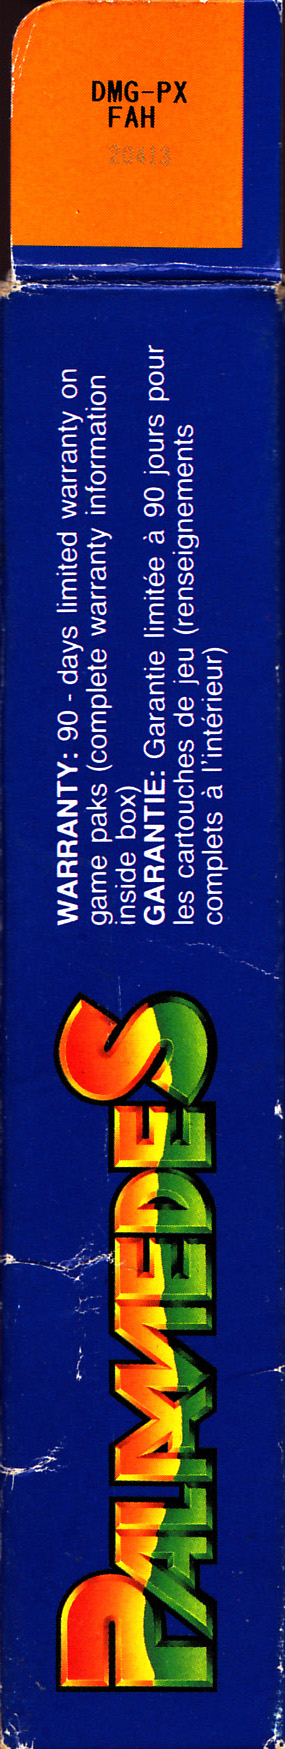 DMG-PX
FAH
20413
WARRANTY: 90 - days limited warranty on
game paks (complete warranty information
inside box)
GARANTIE: Garantie limitée à 90 jours pour
les cartouches de jeu (renseignements
complets à l'intérieur)
PALAMEDES